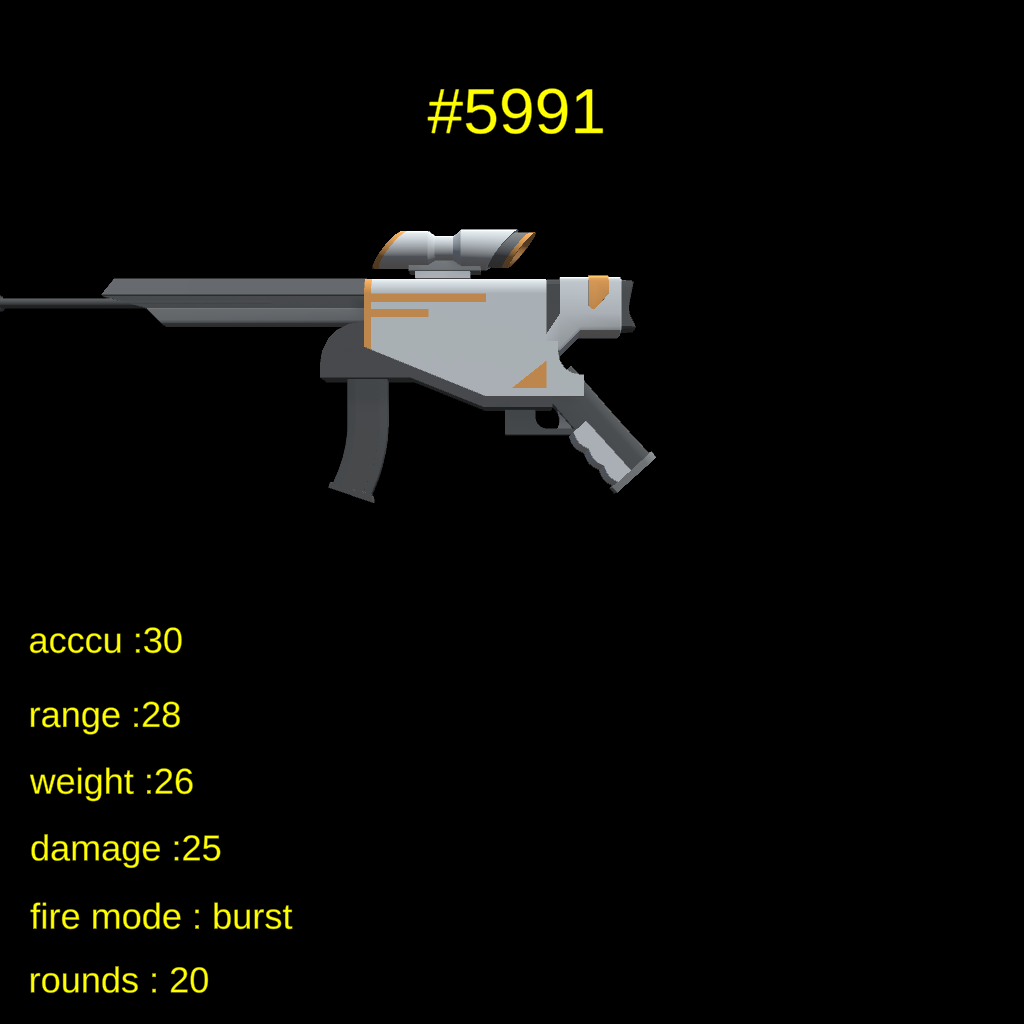 #5991
acccu :30
range :28
weight :26
damage :25
fire mode : burst
rounds : 20